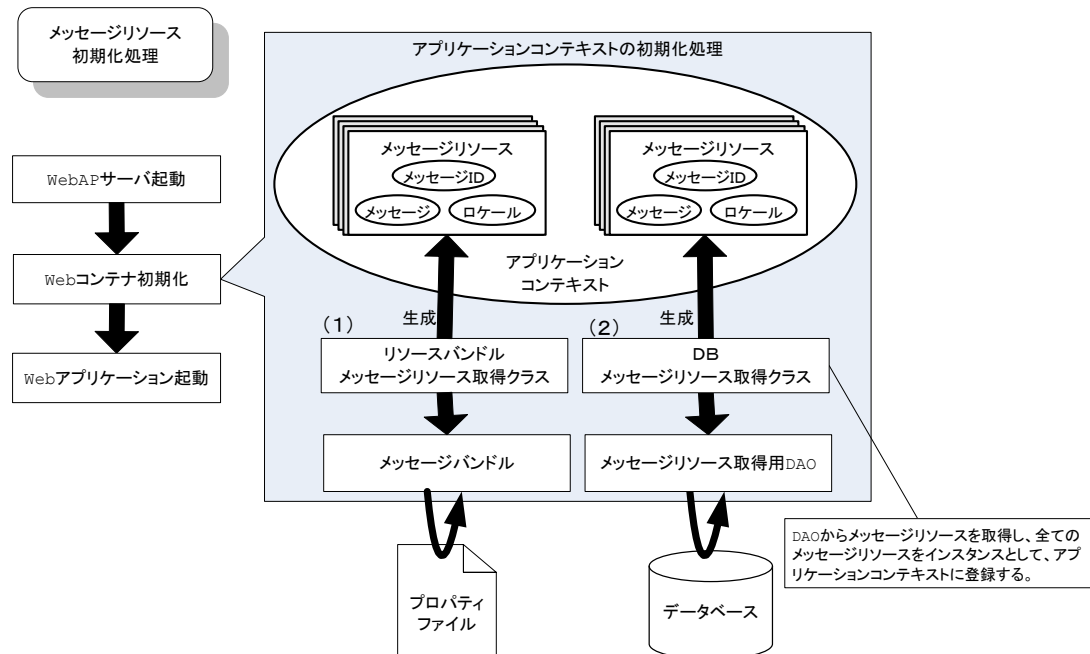 メッセージリソース
初期化処理
アプリケーションコンテキストの初期化処理
メッセージリソース
メッセージID
メッセージ
ロケール
メッセージリソース
メッセージID
メッセージ
ロケール
WebAPサーバ起動
Webコンテナ初期化
Webアプリケーション起動
アプリケーション
コンテキスト
(1)
生成
(2)
生成
リソースバンドル
メッセージリソース取得クラス
DB
メッセージリソース取得クラス
メッセージバンドル
メッセージリソース取得用DAO
DAOからメッセージリソースを取得し、全ての
メッセージリソースをインスタンスとして、アプ
リケーションコンテキストに登録する。
プロパティ
ファイル
データベース